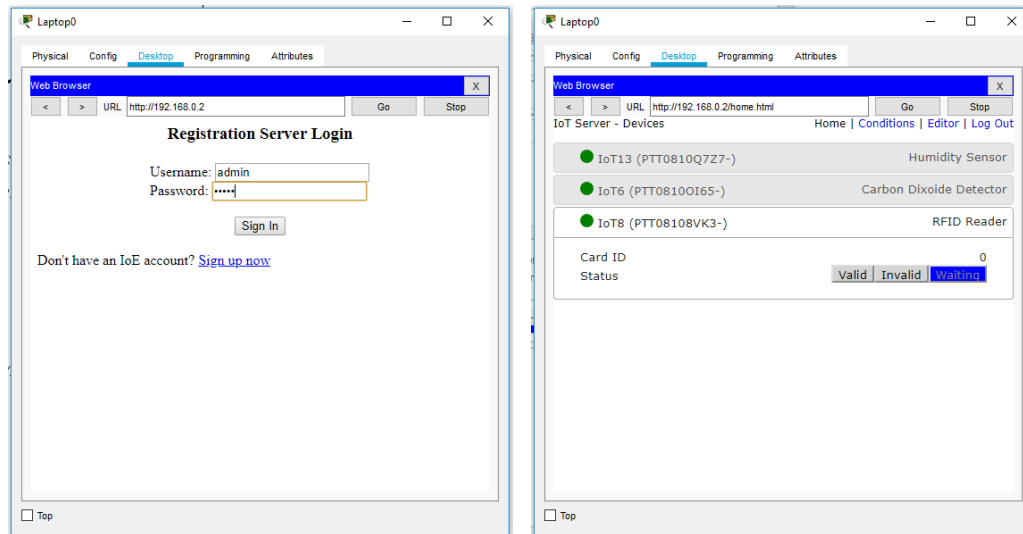 Laptop0
Physical Config Desktop Programming Attributes
Web Browser X
< > URL http://192.168.0.2 Go Stop
Registration Server Login
Username: admin
Password: •••••
Sign In
Don't have an IoE account? Sign up now
Top
Laptop0
Physical Config Desktop Programming Attributes
Web Browser X
< > URL http://192.168.0.2/home.html Go Stop
IoT Server - Devices Home | Conditions | Editor | Log Out
IoT13 (PTT0810Q7Z7-) Humidity Sensor
IoT6 (PTT0810OI65-) Carbon Dixoide Detector
IoT8 (PTT08108VK3-) RFID Reader
Card ID 0
Status Valid Invalid Waiting
Top